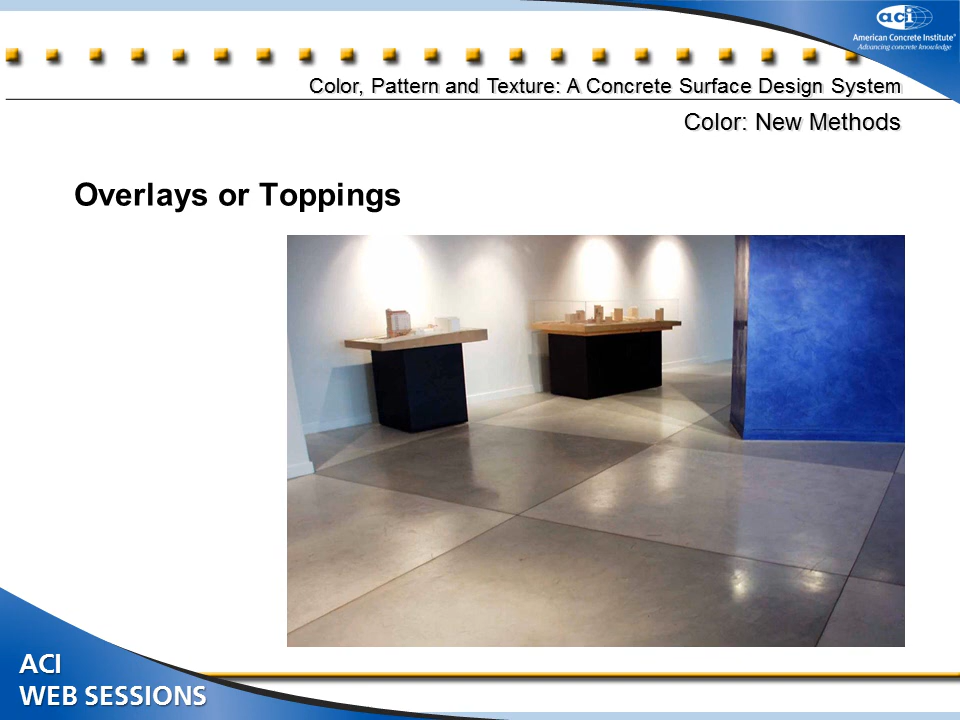 aci
American Concrete Institute®
Advancing concrete knowledge
Color, Pattern and Texture: A Concrete Surface Design System
Color: New Methods
Overlays or Toppings
ACI
WEB SESSIONS